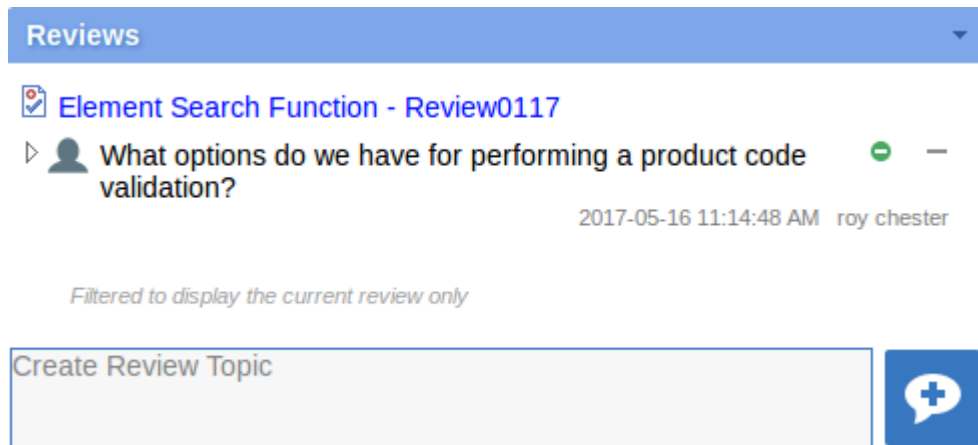 Reviews
Element Search Function - Review0117
What options do we have for performing a product code
validation?
2017-05-16 11:14:48 AM roy chester
Filtered to display the current review only
Create Review Topic